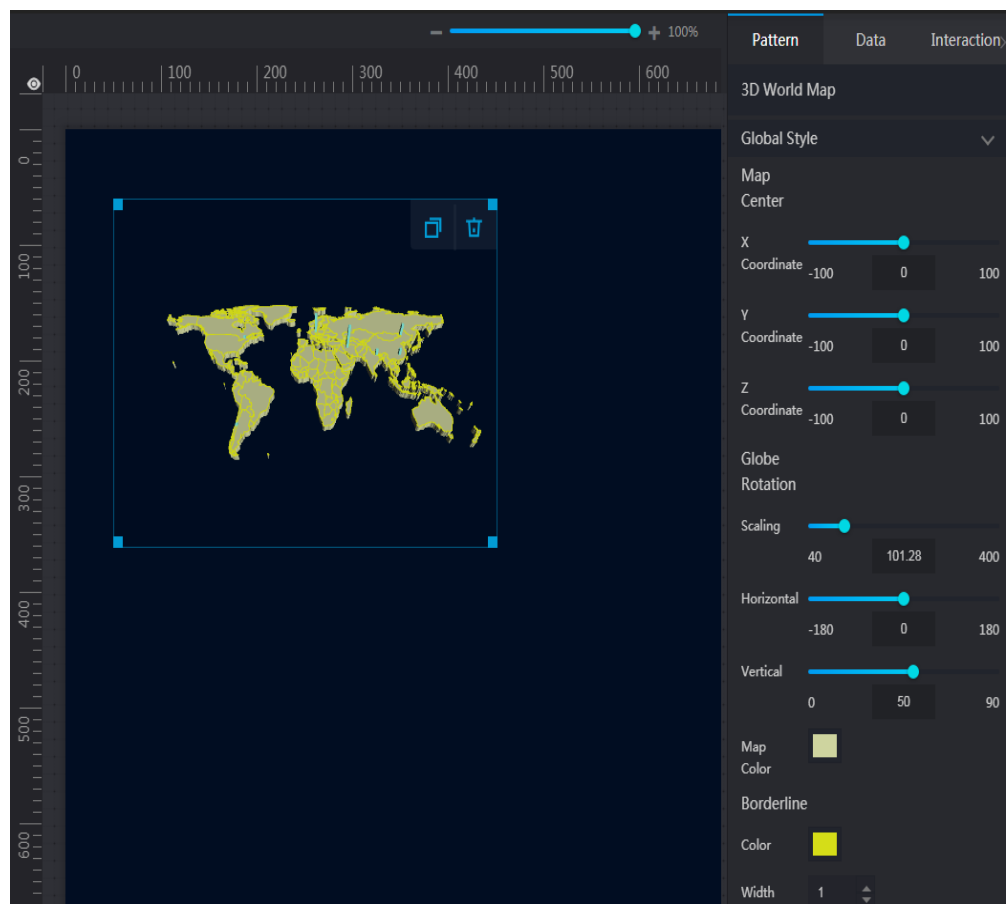 100%
Pattern Data Interaction
0 100 200 300 400 500 600
3D World Map
Global Style
Map
Center
X
Coordinate
-100 0 100
Y
Coordinate
-100 0 100
Z
Coordinate
-100 0 100
Globe
Rotation
Scaling
40 101.28 400
Horizontal
-180 0 180
Vertical
0 50 90
Map
Color
Borderline
Color
Width 1
0
100
200
300
400
500
600